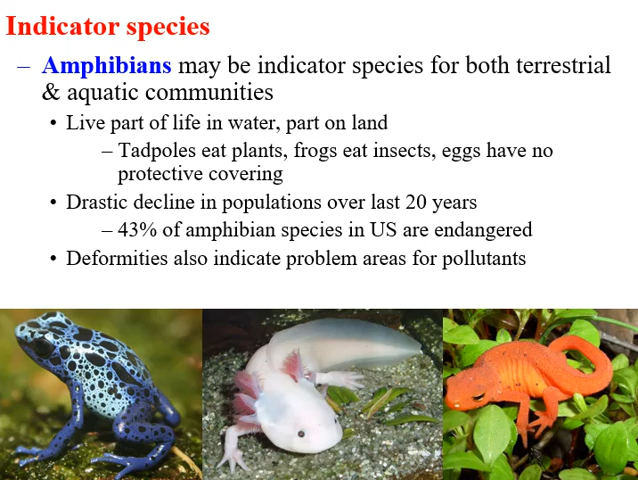 Indicator species
– Amphibians may be indicator species for both terrestrial
& aquatic communities
• Live part of life in water, part on land
– Tadpoles eat plants, frogs eat insects, eggs have no
protective covering
• Drastic decline in populations over last 20 years
– 43% of amphibian species in US are endangered
• Deformities also indicate problem areas for pollutants